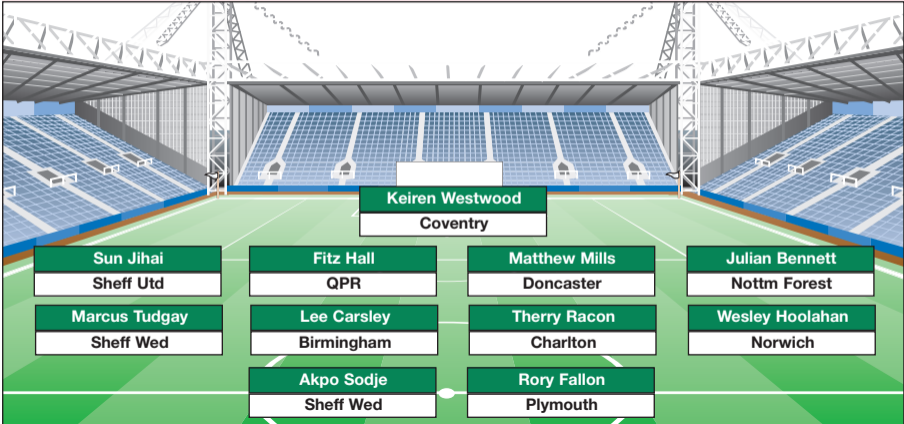 Keiren Westwood
Coventry
Sun Jihai
Sheff Utd
Fitz Hall
QPR
Matthew Mills
Doncaster
Julian Bennett
Nottm Forest
Marcus Tudgay
Sheff Wed
Lee Carsley
Birmingham
Therry Racon
Charlton
Wesley Hoolahan
Norwich
Akpo Sodje
Sheff Wed
Rory Fallon
Plymouth